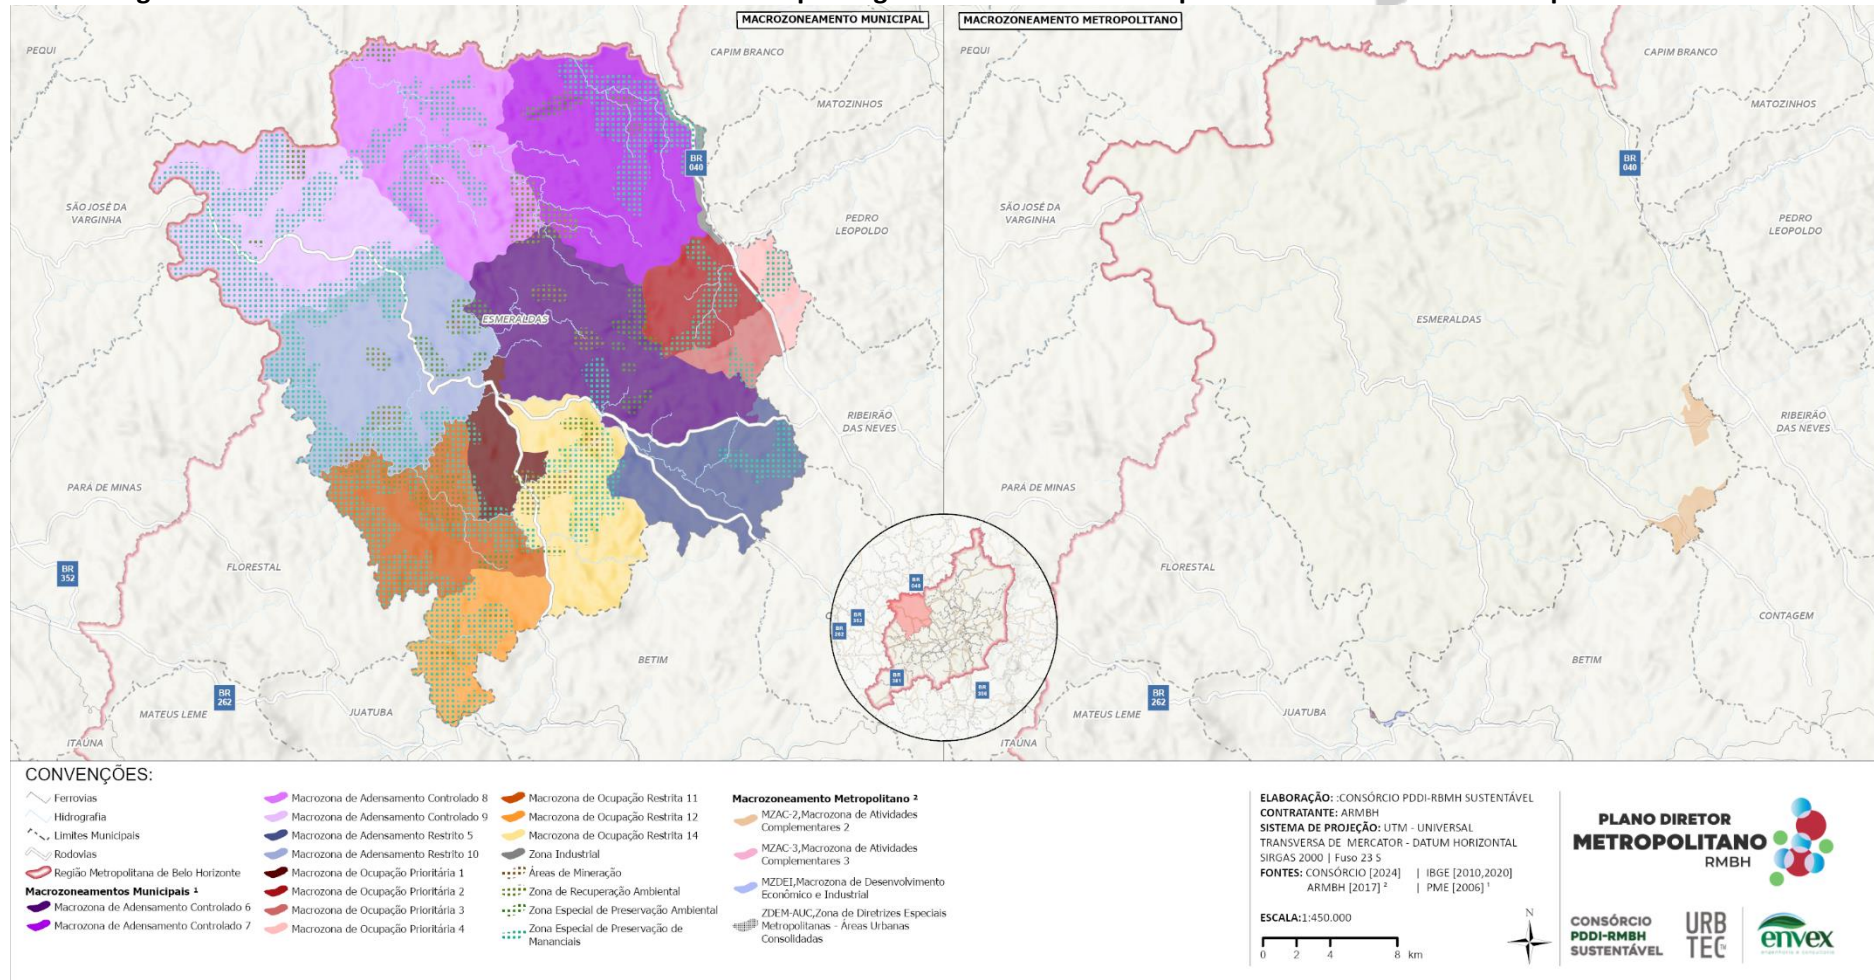 MACROZONEAMENTO MUNICIPAL
PEQUI
CAPIM BRANCO
MATOZINHOS
BR
040
SÃO JOSÉ DA
VARGINHA
PEDRO
LEOPOLDO
ESMERALDAS
RIBEIRÃO
DAS NEVES
PARÁ DE MINAS
BR
352
FLORESTAL
BETIM
BR
262
MATEUS LEME
JUATUBA
ITAÚNA
MACROZONEAMENTO METROPOLITANO
PEQUI
CAPIM BRANCO
MATOZINHOS
BR
040
SÃO JOSÉ DA
VARGINHA
PEDRO
LEOPOLDO
ESMERALDAS
RIBEIRÃO
DAS NEVES
PARÁ DE MINAS
FLORESTAL
CONTAGEM
BETIM
BR
262
MATEUS LEME
JUATUBA
ITAÚNA
CONVENÇÕES:
Ferrovias
Hidrografia
Limites Municipais
Rodovias
Região Metropolitana de Belo Horizonte
Macrozoneamentos Municipais ¹
Macrozona de Adensamento Controlado 6
Macrozona de Adensamento Controlado 7
Macrozona de Adensamento Controlado 8
Macrozona de Adensamento Controlado 9
Macrozona de Adensamento Restrito 5
Macrozona de Adensamento Restrito 10
Macrozona de Ocupação Prioritária 1
Macrozona de Ocupação Prioritária 2
Macrozona de Ocupação Prioritária 3
Macrozona de Ocupação Prioritária 4
Macrozona de Ocupação Restrita 11
Macrozona de Ocupação Restrita 12
Macrozona de Ocupação Restrita 14
Zona Industrial
Áreas de Mineração
Zona de Recuperação Ambiental
Zona Especial de Preservação Ambiental
Zona Especial de Preservação de
Mananciais
Macrozoneamento Metropolitano ²
MZAC-2,Macrozona de Atividades
Complementares 2
MZAC-3,Macrozona de Atividades
Complementares 3
MZDEI,Macrozona de Desenvolvimento
Econômico e Industrial
ZDEM-AUC,Zona de Diretrizes Especiais
Metropolitanas - Áreas Urbanas
Consolidadas
ELABORAÇÃO: :CONSÓRCIO PDDI-RBMH SUSTENTÁVEL
CONTRATANTE: ARMBH
SISTEMA DE PROJEÇÃO: UTM - UNIVERSAL
TRANSVERSA DE MERCATOR - DATUM HORIZONTAL
SIRGAS 2000 | Fuso 23 S
FONTES: CONSÓRCIO [2024] | IBGE [2010,2020]
ARMBH [2017] ² | PME [2006] ¹
ESCALA:1:450.000
0 2 4 8 km
N
PLANO DIRETOR
METROPOLITANO
RMBH
CONSÓRCIO
PDDI-RMBH
SUSTENTÁVEL
URB
TEC
envex